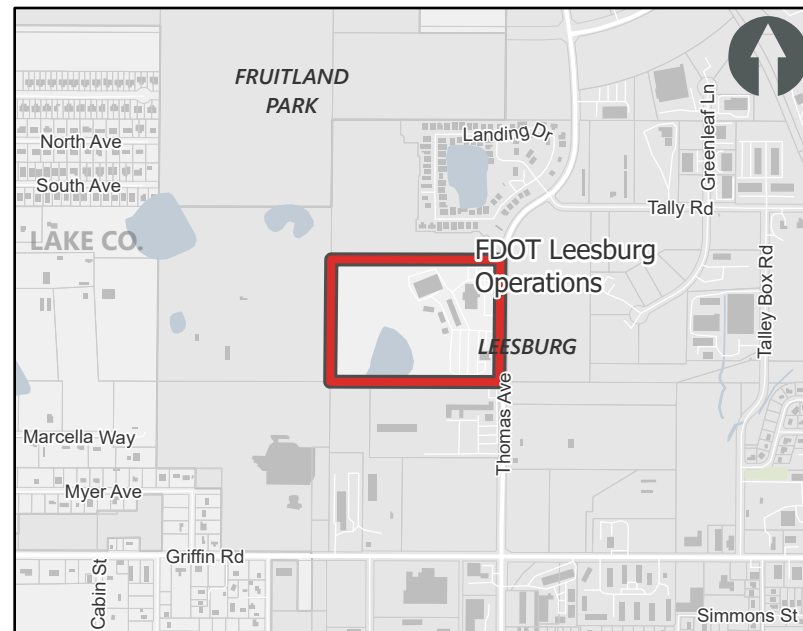 FRUITLAND
PARK
Landing Dr
Greenleaf Ln
North Ave
South Ave
Tally Rd
LAKE CO.
FDOT Leesburg
Operations
Talley Box Rd
LEESBURG
Thomas Ave
Marcella Way
Myer Ave
Griffin Rd
Cabin St
Simmons St